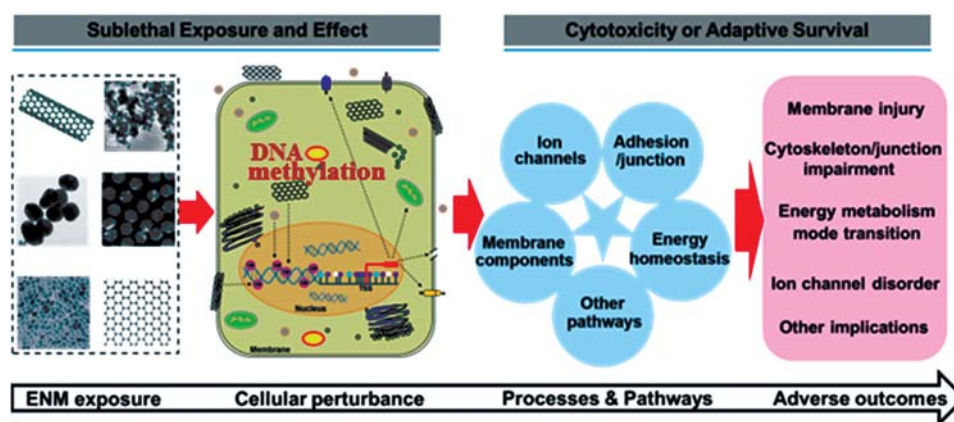 Sublethal Exposure and Effect
Cytotoxicity or Adaptive Survival
DNA
methylation
TSS
Nucleus
Membrane
Ion
channels
Adhesion
/junction
Membrane
components
Energy
homeostasis
Other
pathways
Membrane injury
Cytoskeleton/junction
impairment
Energy metabolism
mode transition
Ion channel disorder
Other implications
ENM exposure
Cellular perturbance
Processes & Pathways
Adverse outcomes